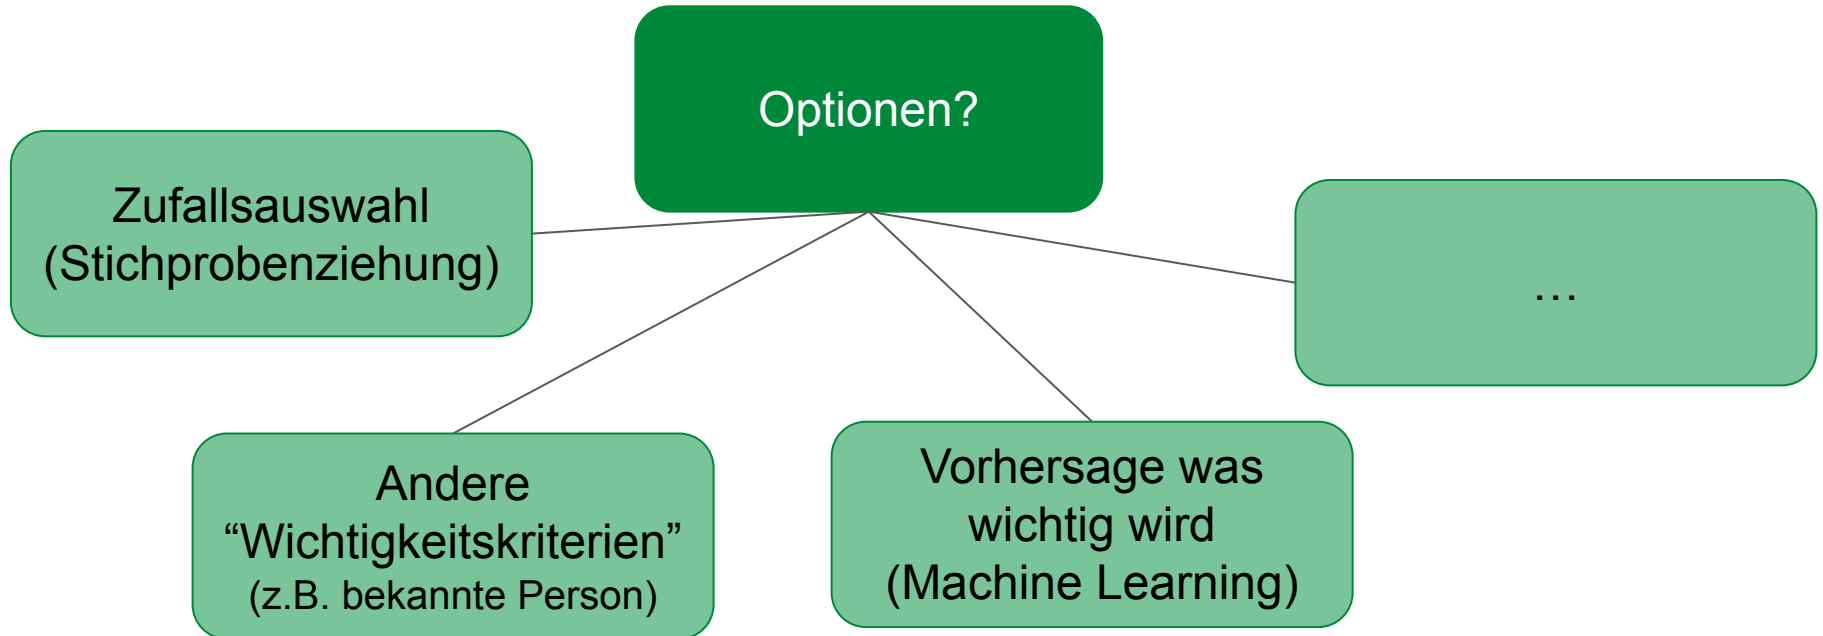 Optionen?
Zufallsauswahl
(Stichprobenziehung)
…
Andere
“Wichtigkeitskriterien”
(z.B. bekannte Person)
Vorhersage was
wichtig wird
(Machine Learning)